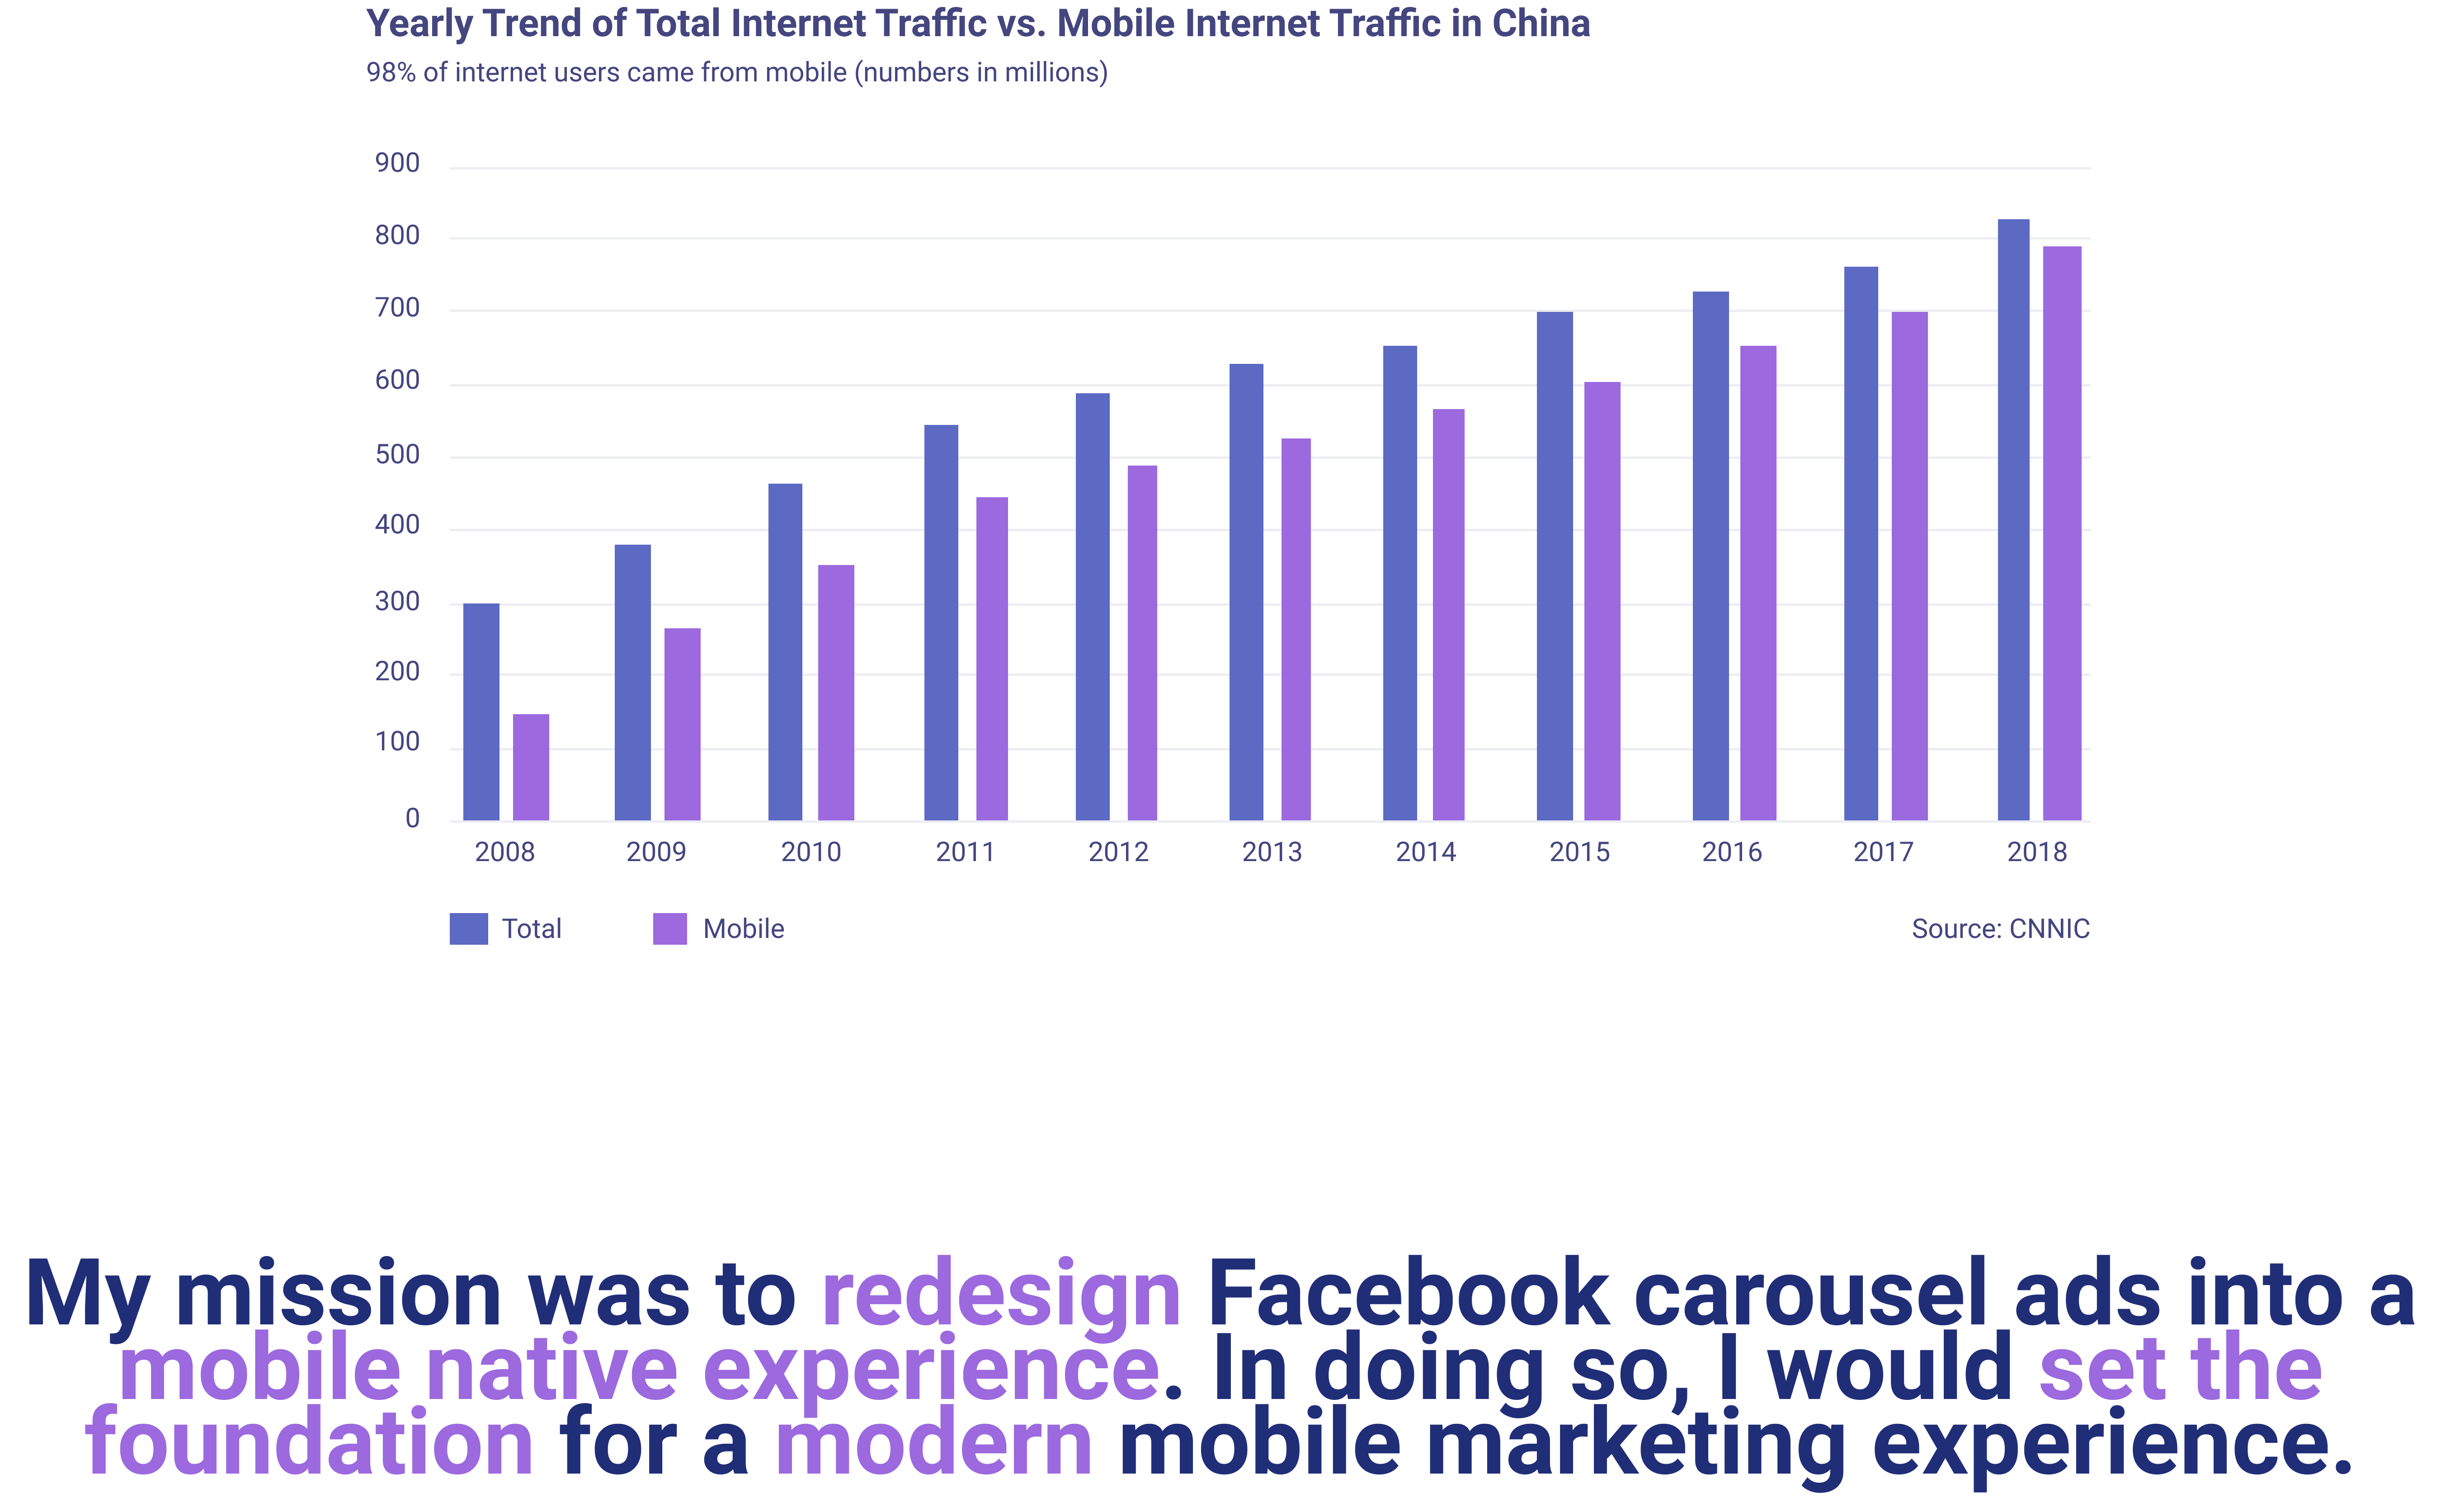 Yearly Trend of Total Internet Traffic vs. Mobile Internet Traffic in China
98% of internet users came from mobile (numbers in millions)
900
800
700
600
500
400
300
200
100
0
2008 2009 2010 2011 2012 2013 2014 2015 2016 2017 2018
Total Mobile Source: CNNIC
My mission was to redesign Facebook carousel ads into a
mobile native experience. In doing so, I would set the
foundation for a modern mobile marketing experience.